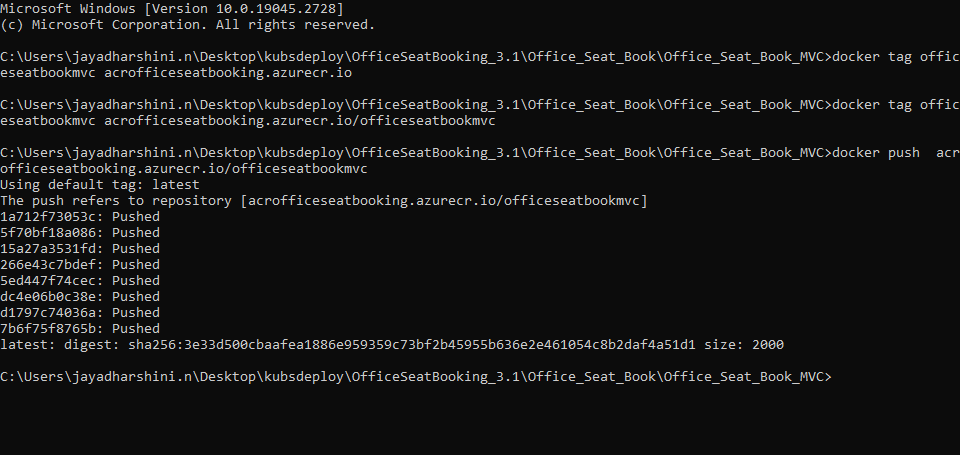 Microsoft Windows [Version 10.0.19045.2728]
(c) Microsoft Corporation. All rights reserved.
C:\Users\jayadharshini.n\Desktop\kubsdeploy\OfficeSeatBooking_3.1\Office_Seat_Book\Office_Seat_Book_MVC>docker tag offic
eseatbookmvc acrofficeseatbooking.azurecr.io
C:\Users\jayadharshini.n\Desktop\kubsdeploy\OfficeSeatBooking_3.1\Office_Seat_Book\Office_Seat_Book_MVC>docker tag offic
eseatbookmvc acrofficeseatbooking.azurecr.io/officeseatbookmvc
C:\Users\jayadharshini.n\Desktop\kubsdeploy\OfficeSeatBooking_3.1\Office_Seat_Book\Office_Seat_Book_MVC>docker push  acr
officeseatbooking.azurecr.io/officeseatbookmvc
Using default tag: latest
The push refers to repository [acrofficeseatbooking.azurecr.io/officeseatbookmvc]
1a712f73053c: Pushed
5f70bf18a086: Pushed
15a27a3531fd: Pushed
266e43c7bdef: Pushed
5ed447f74cec: Pushed
dc4e06b0c38e: Pushed
d1797c74036a: Pushed
7b6f75f8765b: Pushed
latest: digest: sha256:3e33d500cbaafea1886e959359c73bf2b45955b636e2e461054c8b2daf4a51d1 size: 2000
C:\Users\jayadharshini.n\Desktop\kubsdeploy\OfficeSeatBooking_3.1\Office_Seat_Book\Office_Seat_Book_MVC>